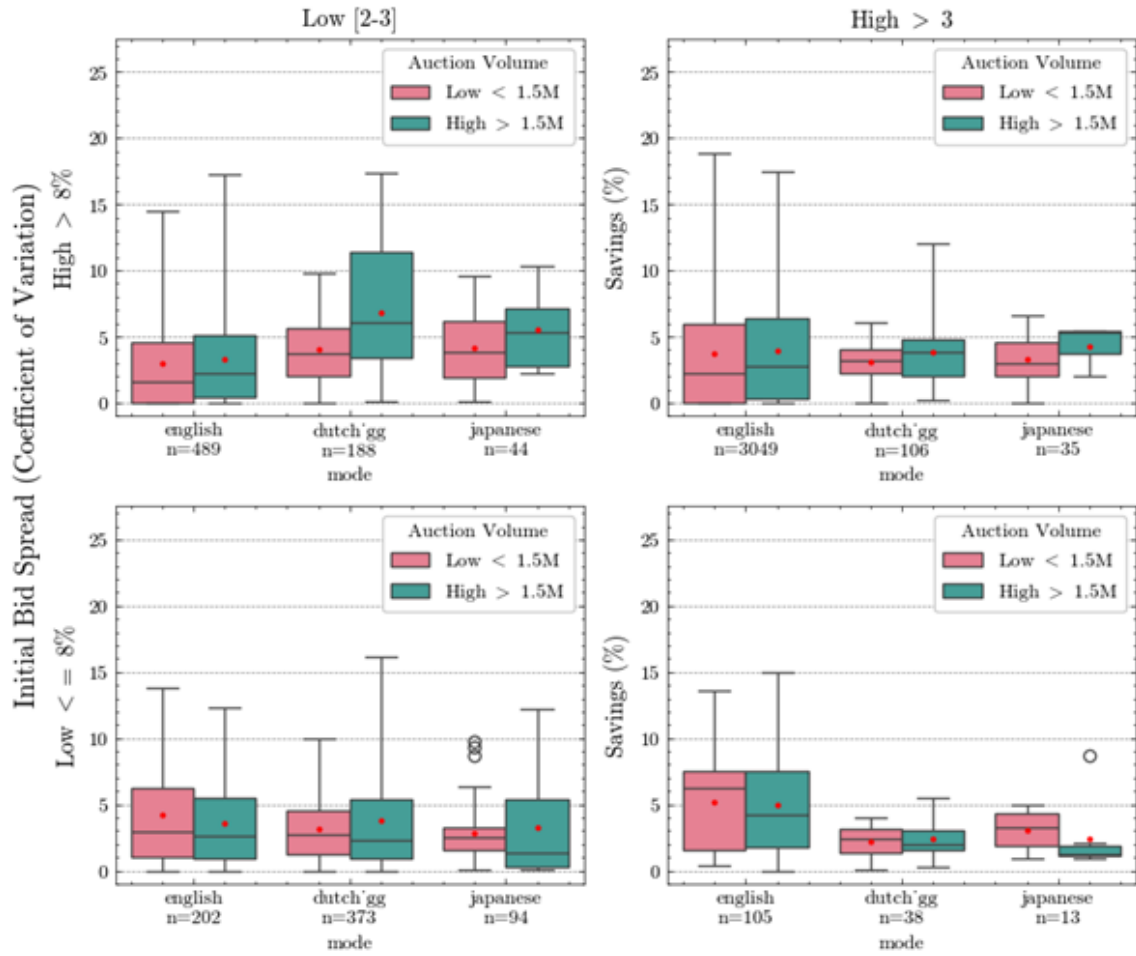 Low [2-3]
High > 3
Initial Bid Spread (Coefficient of Variation)
High > 8%
25
20
15
10
5
0
Auction Volume
Low < 1.5M
High > 1.5M
english
n=489
dutch˙gg
n=188
japanese
n=44
mode
Savings (%)
25
20
15
10
5
0
Auction Volume
Low < 1.5M
High > 1.5M
english
n=3049
dutch˙gg
n=106
japanese
n=35
mode
Low < = 8%
25
20
15
10
5
0
Auction Volume
Low < 1.5M
High > 1.5M
english
n=202
dutch˙gg
n=373
japanese
n=94
mode
Savings (%)
25
20
15
10
5
0
Auction Volume
Low < 1.5M
High > 1.5M
english
n=105
dutch˙gg
n=38
japanese
n=13
mode